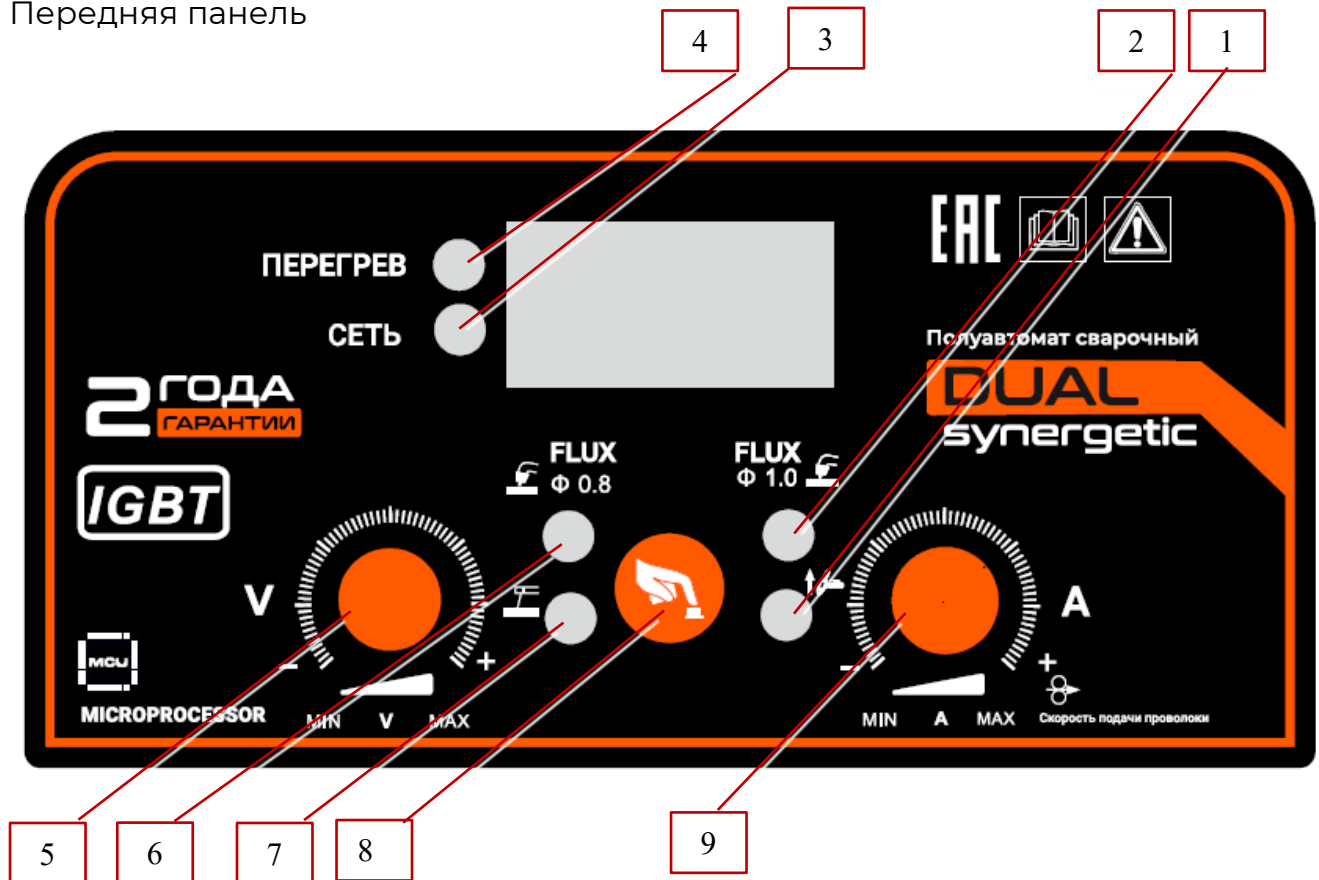 Передняя панель
4
3
2
1
EAC
ПЕРЕГРЕВ
СЕТЬ
Полуавтомат сварочный
DUAL
synergetic
2 ГОДА
ГАРАНТИИ
IGBT
FLUX
Ф 0.8
FLUX
Ф 1.0
V
- +
MIN V MAX
A
- +
MIN A MAX
Скорость подачи проволоки
MCU
MICROPROCESSOR
5
6
7
8
9